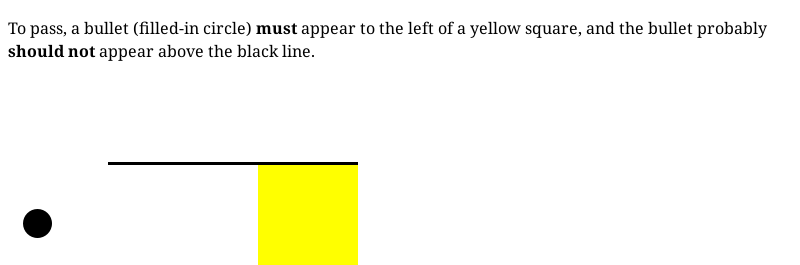 To pass, a bullet (filled-in circle) must appear to the left of a yellow square, and the bullet probably
should not appear above the black line.